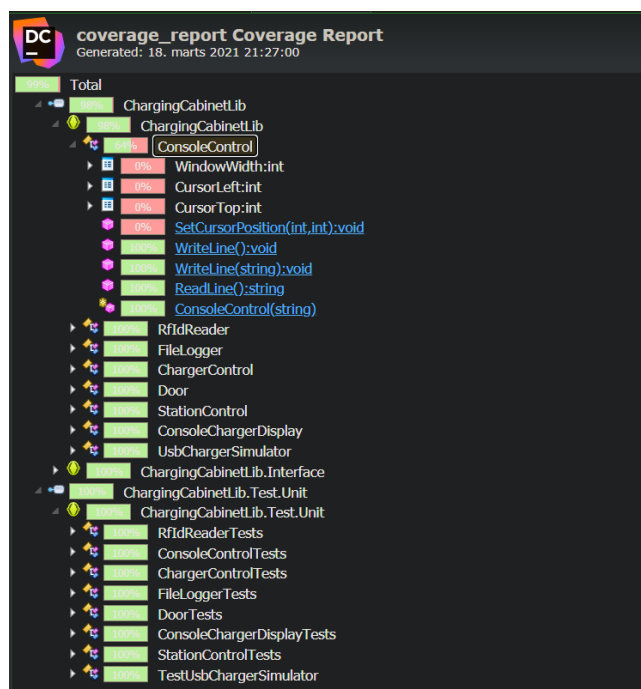 DC
coverage_report Coverage Report
Generated: 18. marts 2021 21:27:00
99% Total
98% ChargingCabinetLib
98% ChargingCabinetLib
64% ConsoleControl
0% WindowWidth:int
0% CursorLeft:int
0% CursorTop:int
0% SetCursorPosition(int,int):void
100% WriteLine():void
100% WriteLine(string):void
100% ReadLine():string
100% ConsoleControl(string)
100% RfIdReader
100% FileLogger
100% ChargerControl
100% Door
100% StationControl
100% ConsoleChargerDisplay
100% UsbChargerSimulator
100% ChargingCabinetLib.Interface
100% ChargingCabinetLib.Test.Unit
100% ChargingCabinetLib.Test.Unit
100% RfIdReaderTests
100% ConsoleControlTests
100% ChargerControlTests
100% FileLoggerTests
100% DoorTests
100% ConsoleChargerDisplayTests
100% StationControlTests
100% TestUsbChargerSimulator